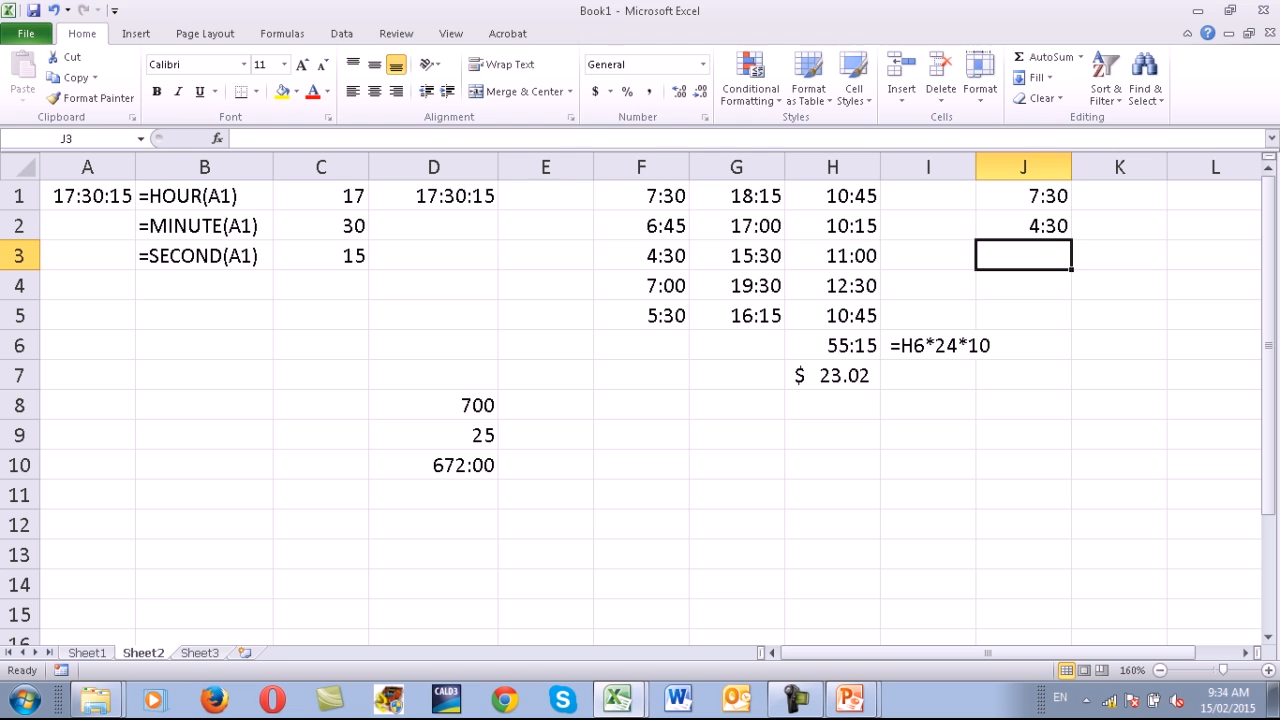 Book1 - Microsoft Excel
File Home Insert Page Layout Formulas Data Review View Acrobat
Cut
Copy
Format Painter
Paste
Clipboard
Calibri 11
B I U
Font
Wrap Text
Merge & Center
Alignment
General
$ % ,
Number
Conditional Formatting
Format as Table
Cell Styles
Styles
Insert Delete Format
Cells
AutoSum
Fill
Clear
Sort & Filter
Find & Select
Editing
J3 fx
A B C D E F G H I J K L
1 17:30:15 =HOUR(A1) 17 17:30:15 7:30 18:15 10:45 7:30
2 =MINUTE(A1) 30 6:45 17:00 10:15 4:30
3 =SECOND(A1) 15 4:30 15:30 11:00
4 7:00 19:30 12:30
5 5:30 16:15 10:45
6 55:15 =H6*24*10
7 $ 23.02
8 700
9 25
10 672:00
11
12
13
14
15
16
Sheet1 Sheet2 Sheet3
Ready 160%
CALD3 EN 9:34 AM
15/02/2015